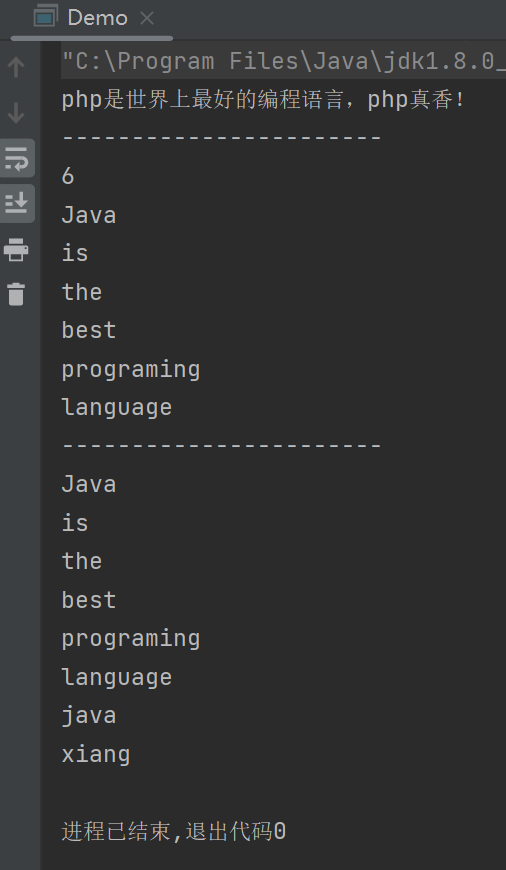 Demo
"C:\Program Files\Java\jdk1.8.0_
php是世界上最好的编程语言，php真香！
-----------------------
6
Java
is
the
best
programing
language
-----------------------
Java
is
the
best
programing
language
java
xiang
进程已结束,退出代码0